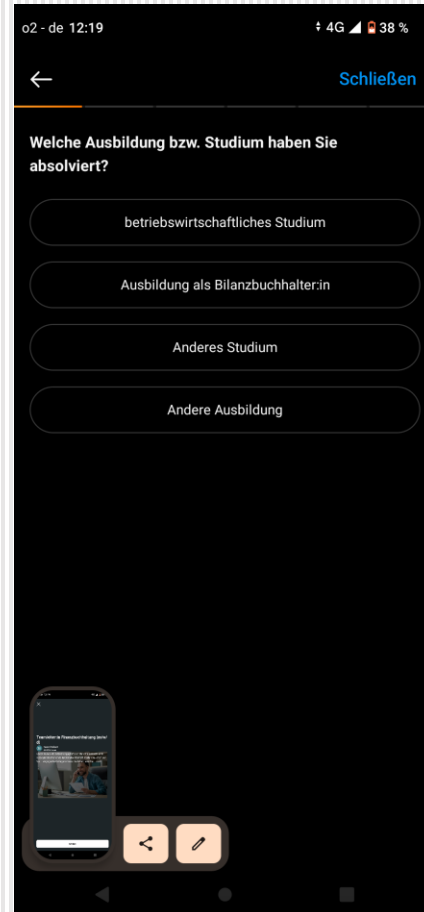 o2 - de 12:19 4G 38 %
Schließen
Welche Ausbildung bzw. Studium haben Sie
absolviert?
betriebswirtschaftliches Studium
Ausbildung als Bilanzbuchhalter:in
Anderes Studium
Andere Ausbildung